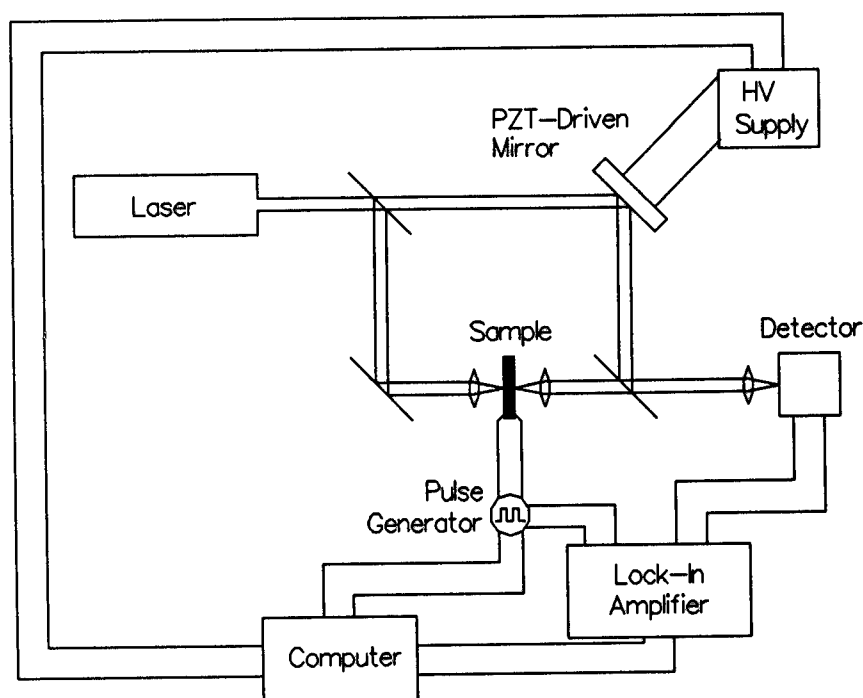 HV
Supply
PZT-Driven
Mirror
Laser
Sample
Detector
Pulse
Generator
Lock-In
Amplifier
Computer